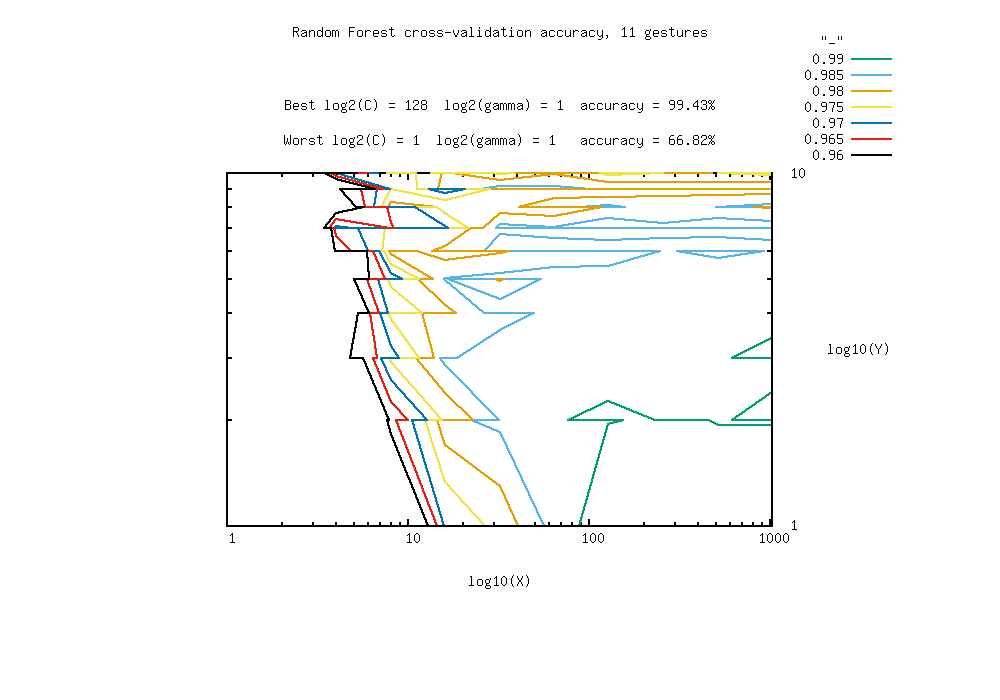 Random Forest cross-validation accuracy, 11 gestures
"_"
0.99
0.985
0.98
0.975
0.97
0.965
0.96
Best log2(C) = 128  log2(gamma) = 1  accuracy = 99.43%
Worst log2(C) = 1  log2(gamma) = 1   accuracy = 66.82%
10
log10(Y)
1
1 10 100 1000
log10(X)